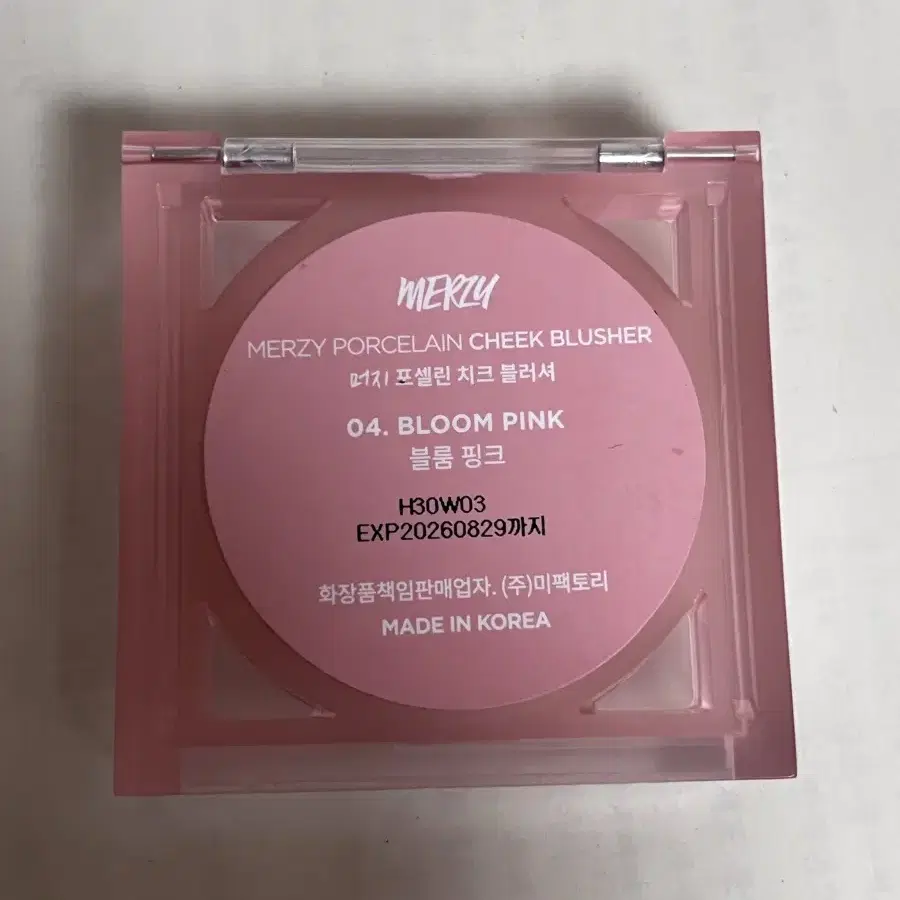 MERZY
MERZY PORCELAIN CHEEK BLUSHER
머지 포셀린 치크 블러셔
04. BLOOM PINK
블룸 핑크
H30W03
EXP20260829까지
화장품책임판매업자. (주)미팩토리
MADE IN KOREA